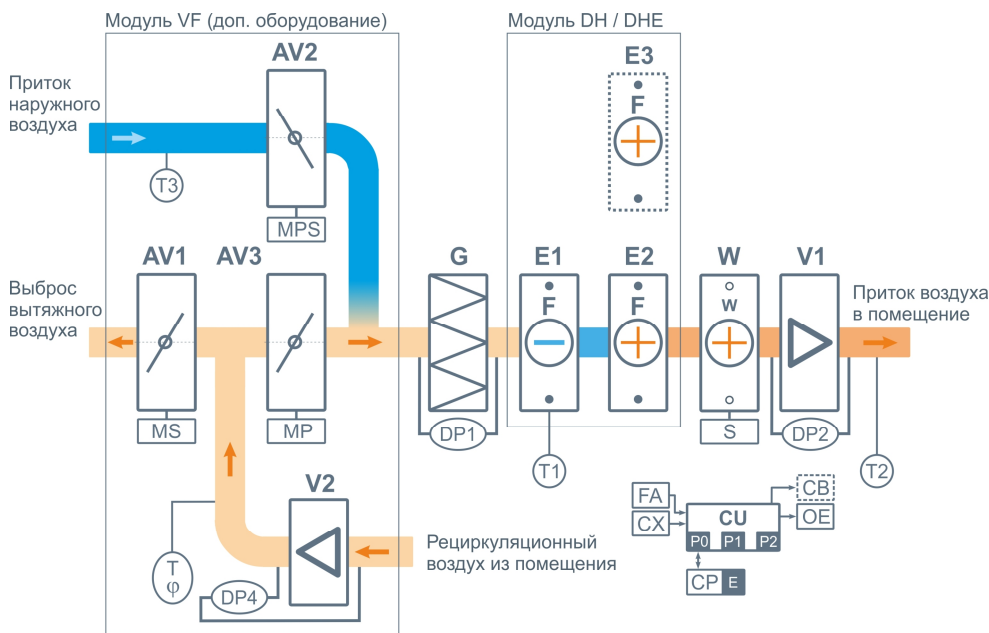 Модуль VF (доп. оборудование)
Модуль DH / DHE
AV2
E3
Приток
наружного
воздуха
F
T3
MPS
AV1
AV3
G
E1
E2
W
V1
Выброс
вытяжного
воздуха
F
F
w
Приток воздуха
в помещение
MS
MP
DP1
S
DP2
T1
T2
V2
FA
CX
CU
CB
OE
P0
P1
P2
Рециркуляционный
воздух из помещения
T
φ
DP4
CP
E